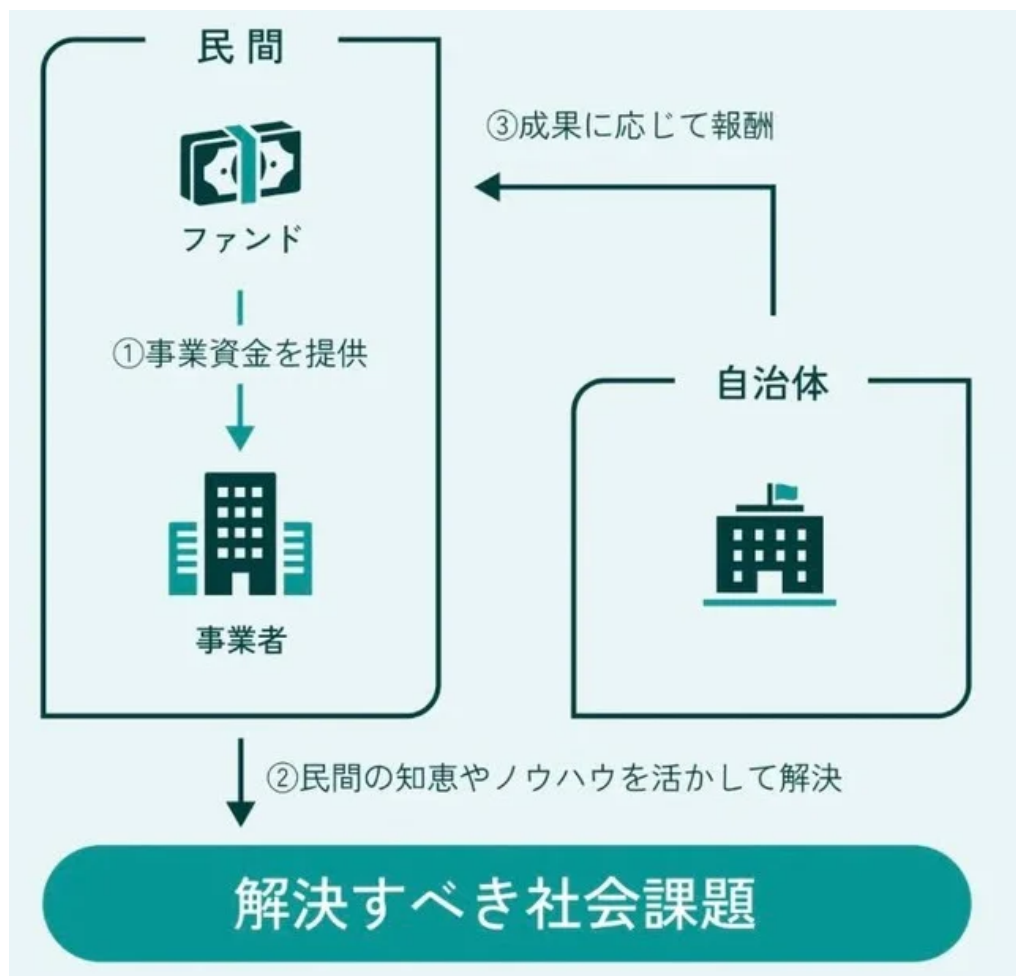 民間
ファンド
①事業資金を提供
事業者
③成果に応じて報酬
自治体
②民間の知恵やノウハウを活かして解決
解決すべき社会課題